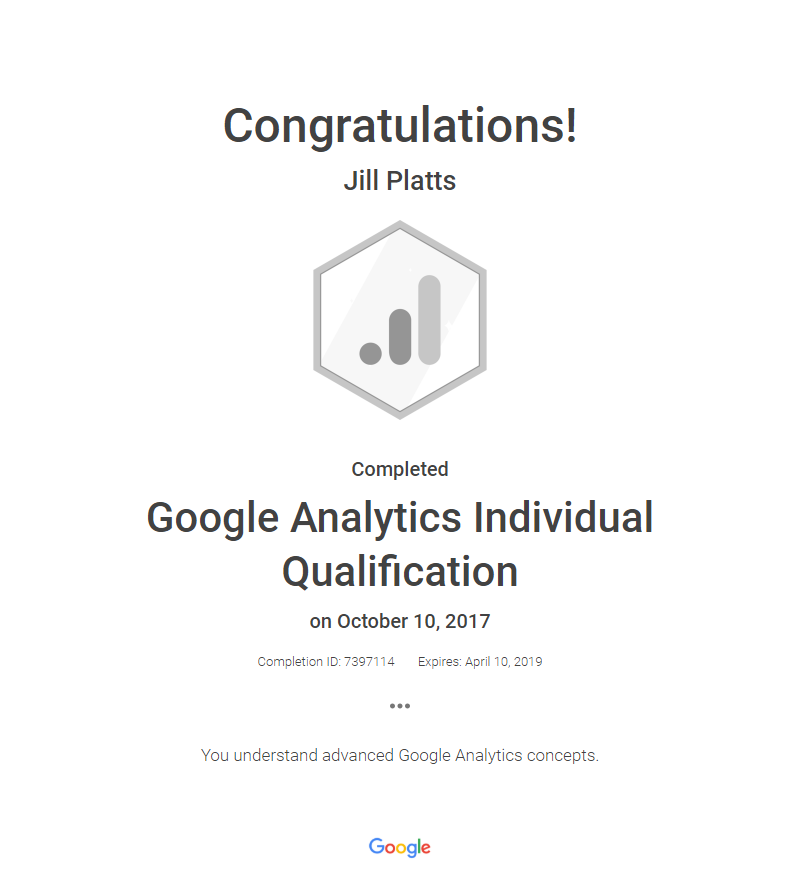 Congratulations!
Jill Platts
Completed
Google Analytics Individual
Qualification
on October 10, 2017
Completion ID: 7397114 Expires: April 10, 2019
You understand advanced Google Analytics concepts.
Google